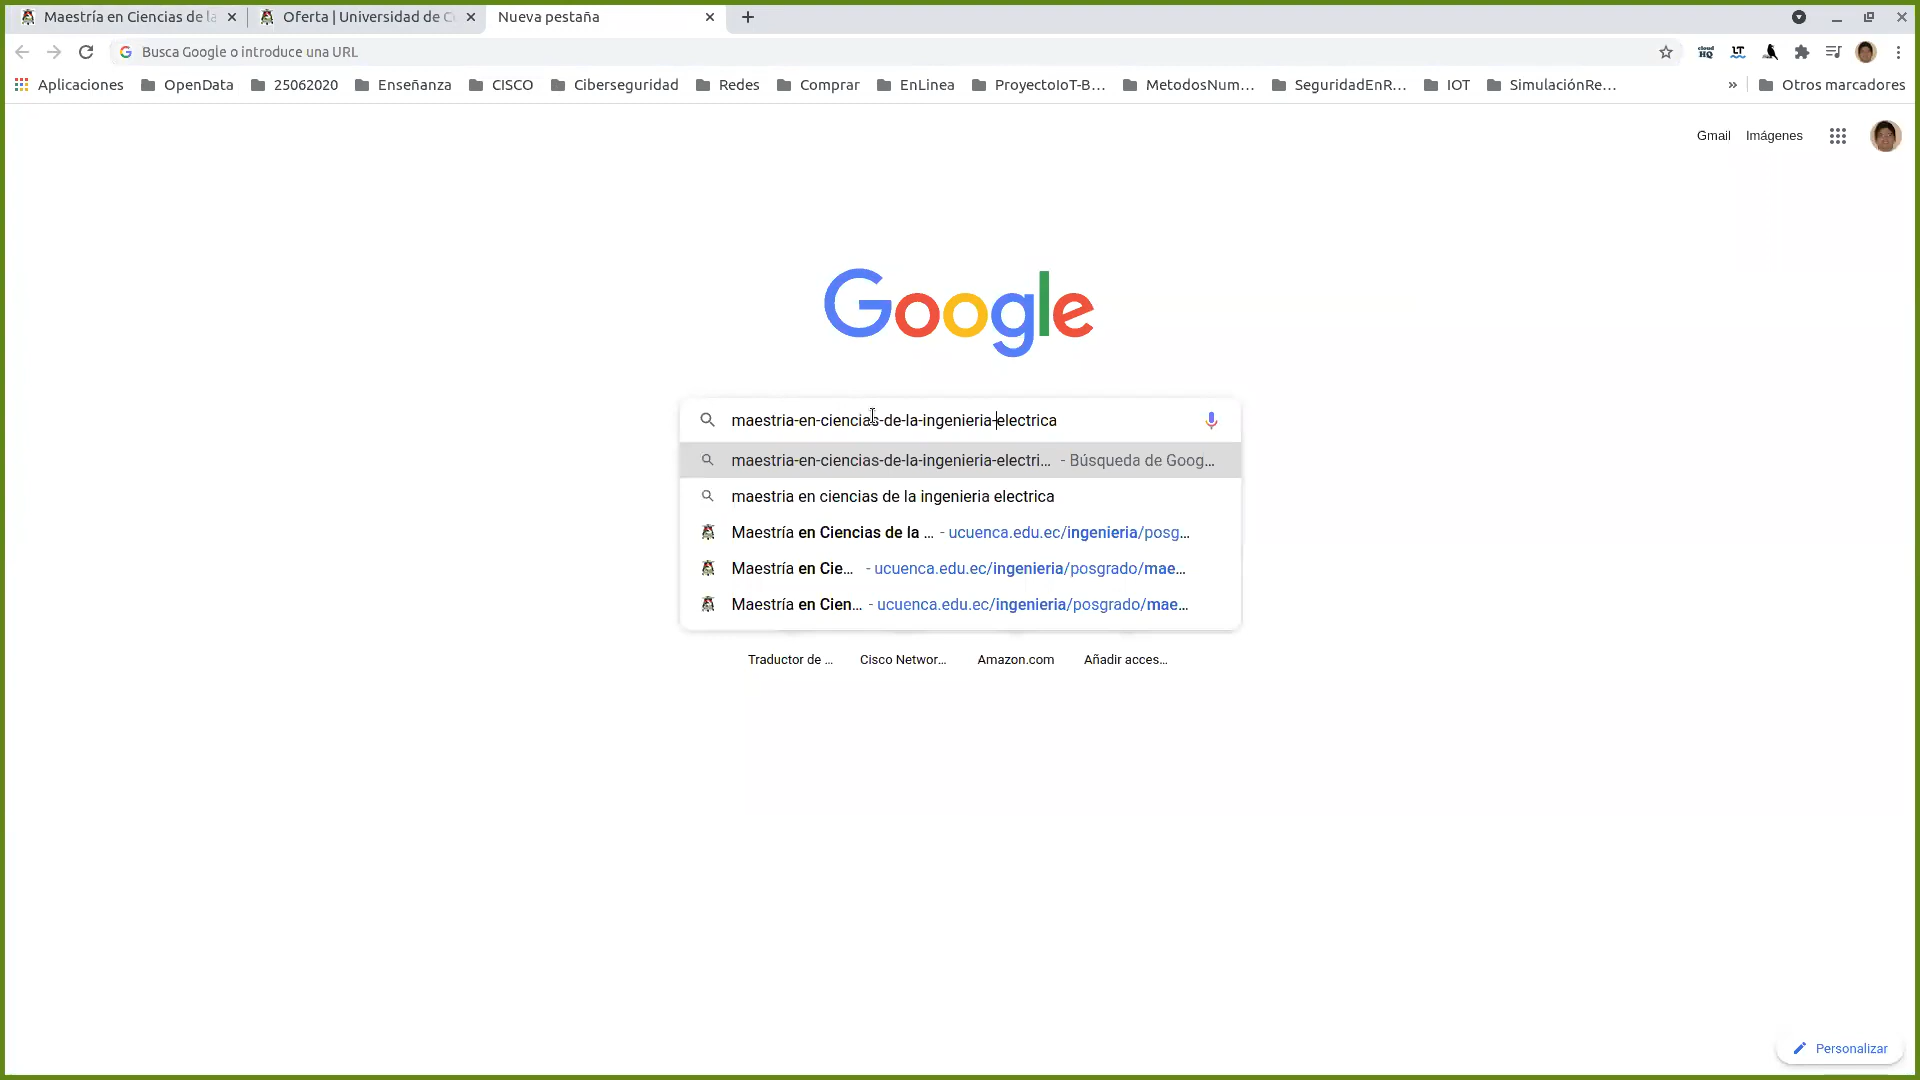 Maestría en Ciencias de la
Oferta | Universidad de C
Nueva pestaña
Busca Google o introduce una URL
cloud HQ
LT
Aplicaciones
OpenData
25062020
Enseñanza
CISCO
Ciberseguridad
Redes
Comprar
EnLinea
ProyectoIoT-B...
MetodosNum...
SeguridadEnR...
IOT
SimulaciónRe...
»
Otros marcadores
Gmail
Imágenes
Google
maestria-en-ciencias-de-la-ingenieria-electrica
maestria-en-ciencias-de-la-ingenieria-electri... - Búsqueda de Goog...
maestria en ciencias de la ingenieria electrica
Maestría en Ciencias de la ... - ucuenca.edu.ec/ingenieria/posg...
Maestría en Cie... - ucuenca.edu.ec/ingenieria/posgrado/mae...
Maestría en Cien... - ucuenca.edu.ec/ingenieria/posgrado/mae...
Traductor de ...
Cisco Networ...
Amazon.com
Añadir acces...
Personalizar